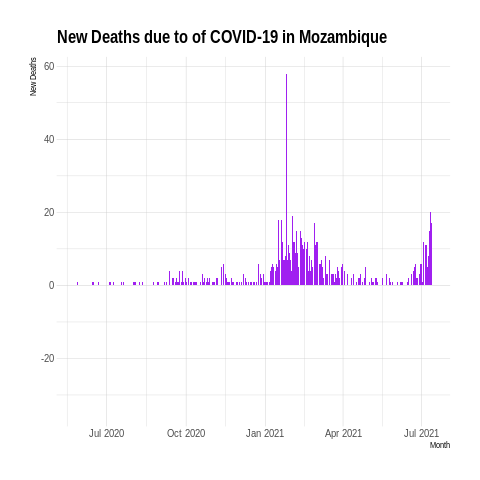 New Deaths due to of COVID-19 in Mozambique
New Deaths
60
40
20
0
-20
Jul 2020 Oct 2020 Jan 2021 Apr 2021 Jul 2021
Month